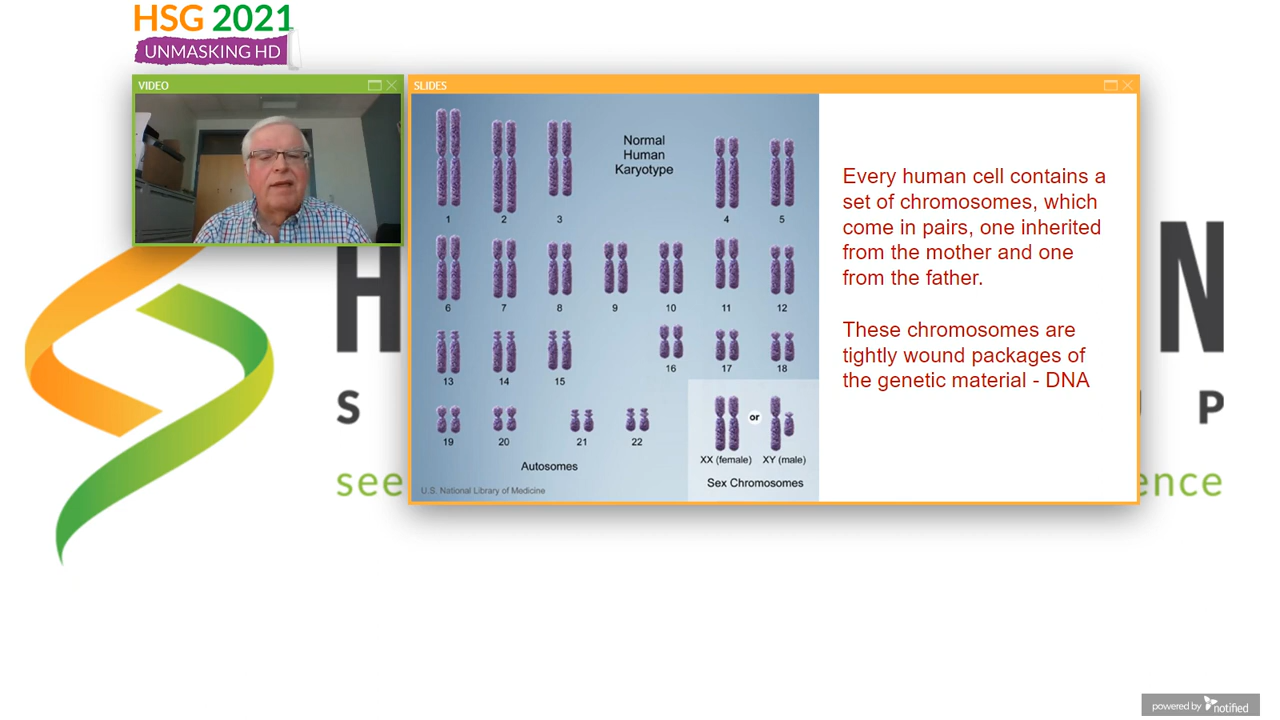 HSG 2021
UNMASKING HD
VIDEO
SLIDES
Normal
Human
Karyotype
1
2
3
4
5
6
7
8
9
10
11
12
13
14
15
16
17
18
19
20
21
22
Autosomes
or
XX (female)
XY (male)
Sex Chromosomes
U.S. National Library of Medicine
Every human cell contains a
set of chromosomes, which
come in pairs, one inherited
from the mother and one
from the father.
These chromosomes are
tightly wound packages of
the genetic material - DNA
H
N
S
P
see
ence
powered by notified